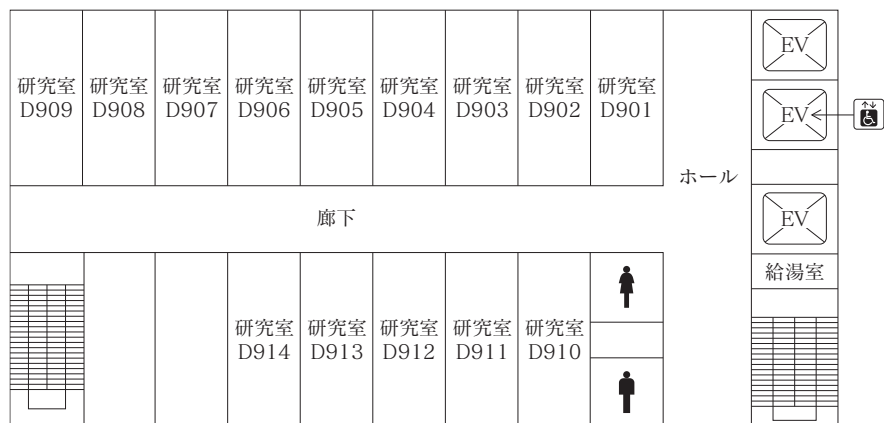 EV
研究室
D909
研究室
D908
研究室
D907
研究室
D906
研究室
D905
研究室
D904
研究室
D903
研究室
D902
研究室
D901
EV
ホール
廊下
EV
給湯室
研究室
D914
研究室
D913
研究室
D912
研究室
D911
研究室
D910